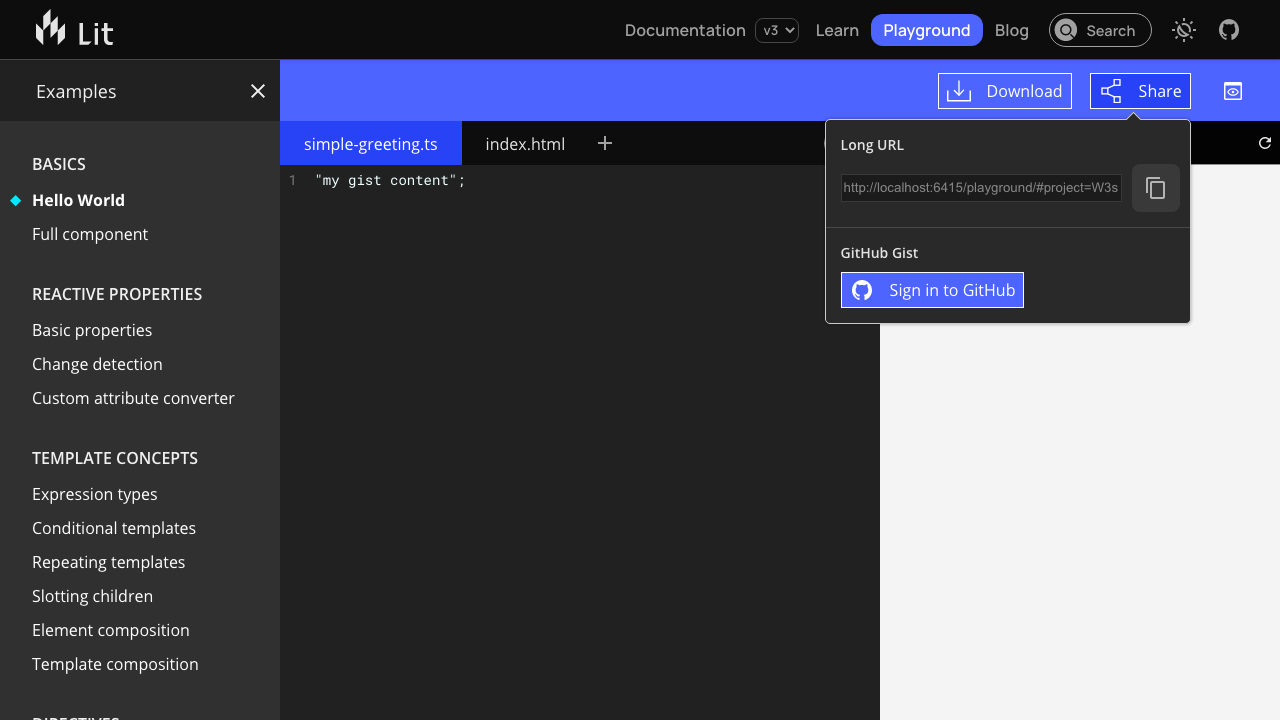 Lit
Documentation v3 Learn Playground Blog Search
Examples
Download Share
simple-greeting.ts index.html
1 "my gist content";
Long URL
http://localhost:6415/playground/#project=W3s
GitHub Gist
Sign in to GitHub
BASICS
Hello World
Full component
REACTIVE PROPERTIES
Basic properties
Change detection
Custom attribute converter
TEMPLATE CONCEPTS
Expression types
Conditional templates
Repeating templates
Slotting children
Element composition
Template composition
DIRECTIVES